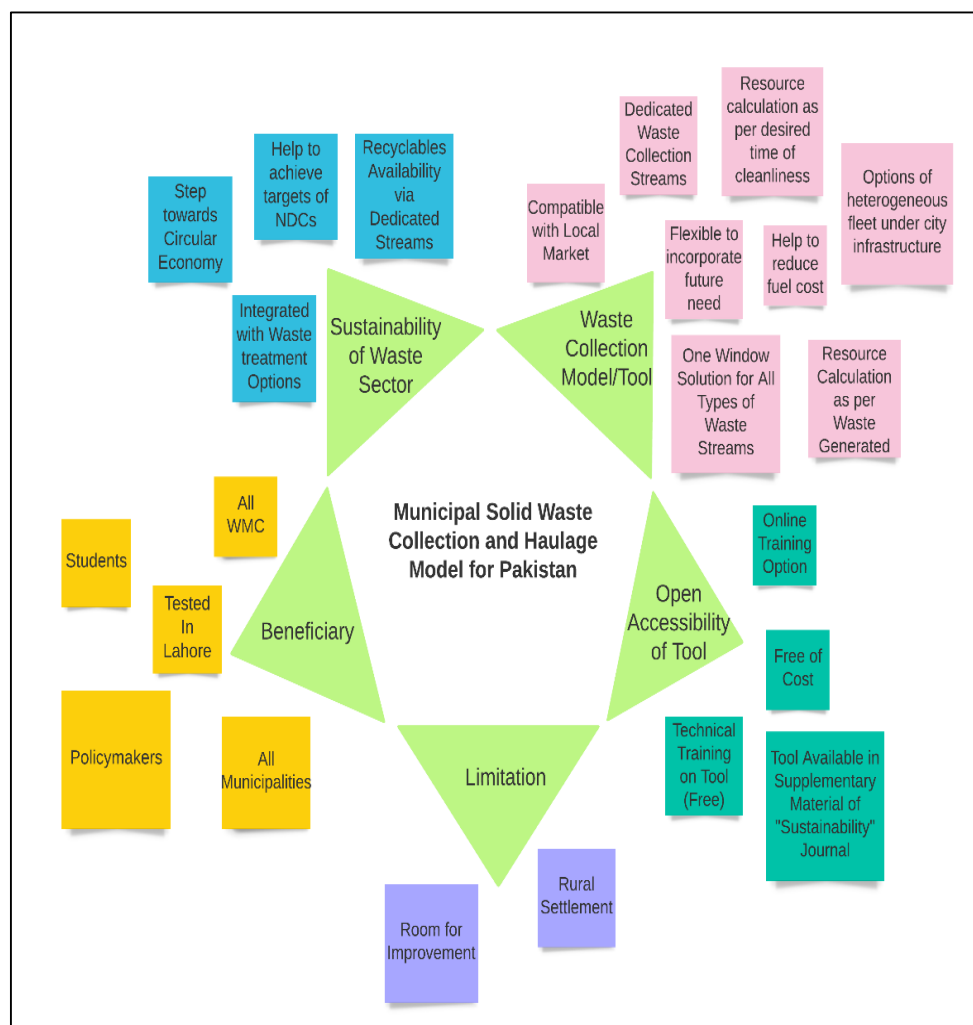 Step
towards
Circular
Economy
Help to
achieve
targets of
NDCs
Recyclables
Availability
via
Dedicated
Streams
Integrated
with Waste
treatment
Options
Sustainability
of Waste
Sector
Compatible
with Local
Market
Dedicated
Waste
Collection
Streams
Resource
calculation as
per desired
time of
cleanliness
Options of
heterogeneous
fleet under city
infrastructure
Flexible to
incorporate
future
need
Help to
reduce
fuel cost
One Window
Solution for All
Types of
Waste
Streams
Resource
Calculation
as per
Waste
Generated
Waste
Collection
Model/Tool
Municipal Solid Waste
Collection and Haulage
Model for Pakistan
All
WMC
Students
Tested
In
Lahore
Policymakers
All
Municipalities
Beneficiary
Online
Training
Option
Open
Accessibility
of Tool
Free of
Cost
Technical
Training
on Tool
(Free)
Tool Available in
Supplementary
Material of
"Sustainability"
Journal
Limitation
Room for
Improvement
Rural
Settlement